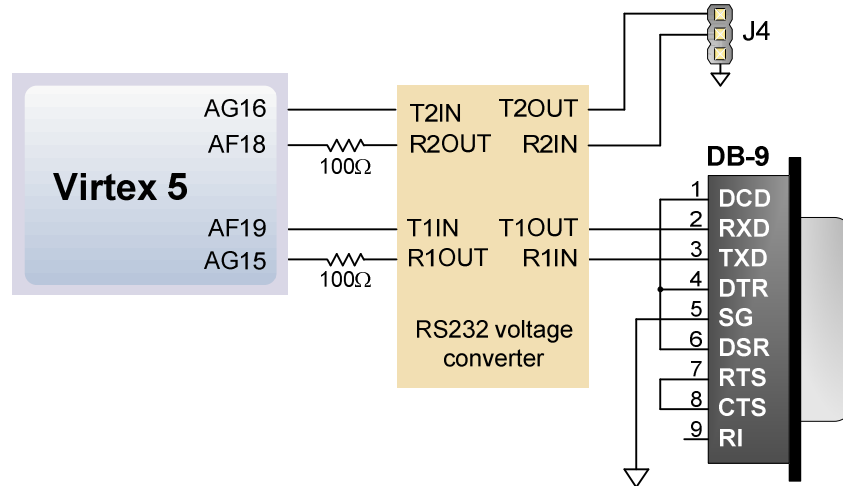 J4
AG16
T2IN
T2OUT
AF18
100Ω
R2OUT
R2IN
Virtex 5
AF19
T1IN
T1OUT
AG15
100Ω
R1OUT
R1IN
RS232 voltage
converter
DB-9
1 DCD
2 RXD
3 TXD
4 DTR
5 SG
6 DSR
7 RTS
8 CTS
9 RI